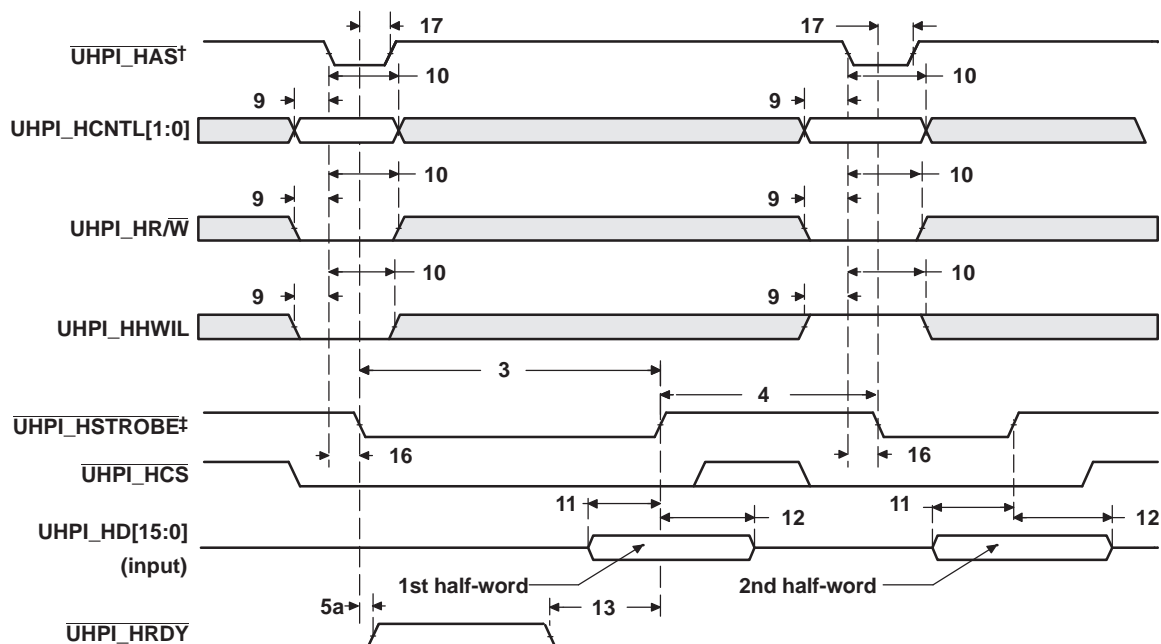 17 17
UHPI_HAS†
10 10
9 9
UHPI_HCNTL[1:0]
10 10
9 9
UHPI_HR/W
10 10
9 9
UHPI_HHWIL
3
4
UHPI_HSTROBE‡
16 16
UHPI_HCS
11 11
UHPI_HD[15:0] 12 12
(input)
1st half-word 2nd half-word
5a 13
UHPI_HRDY